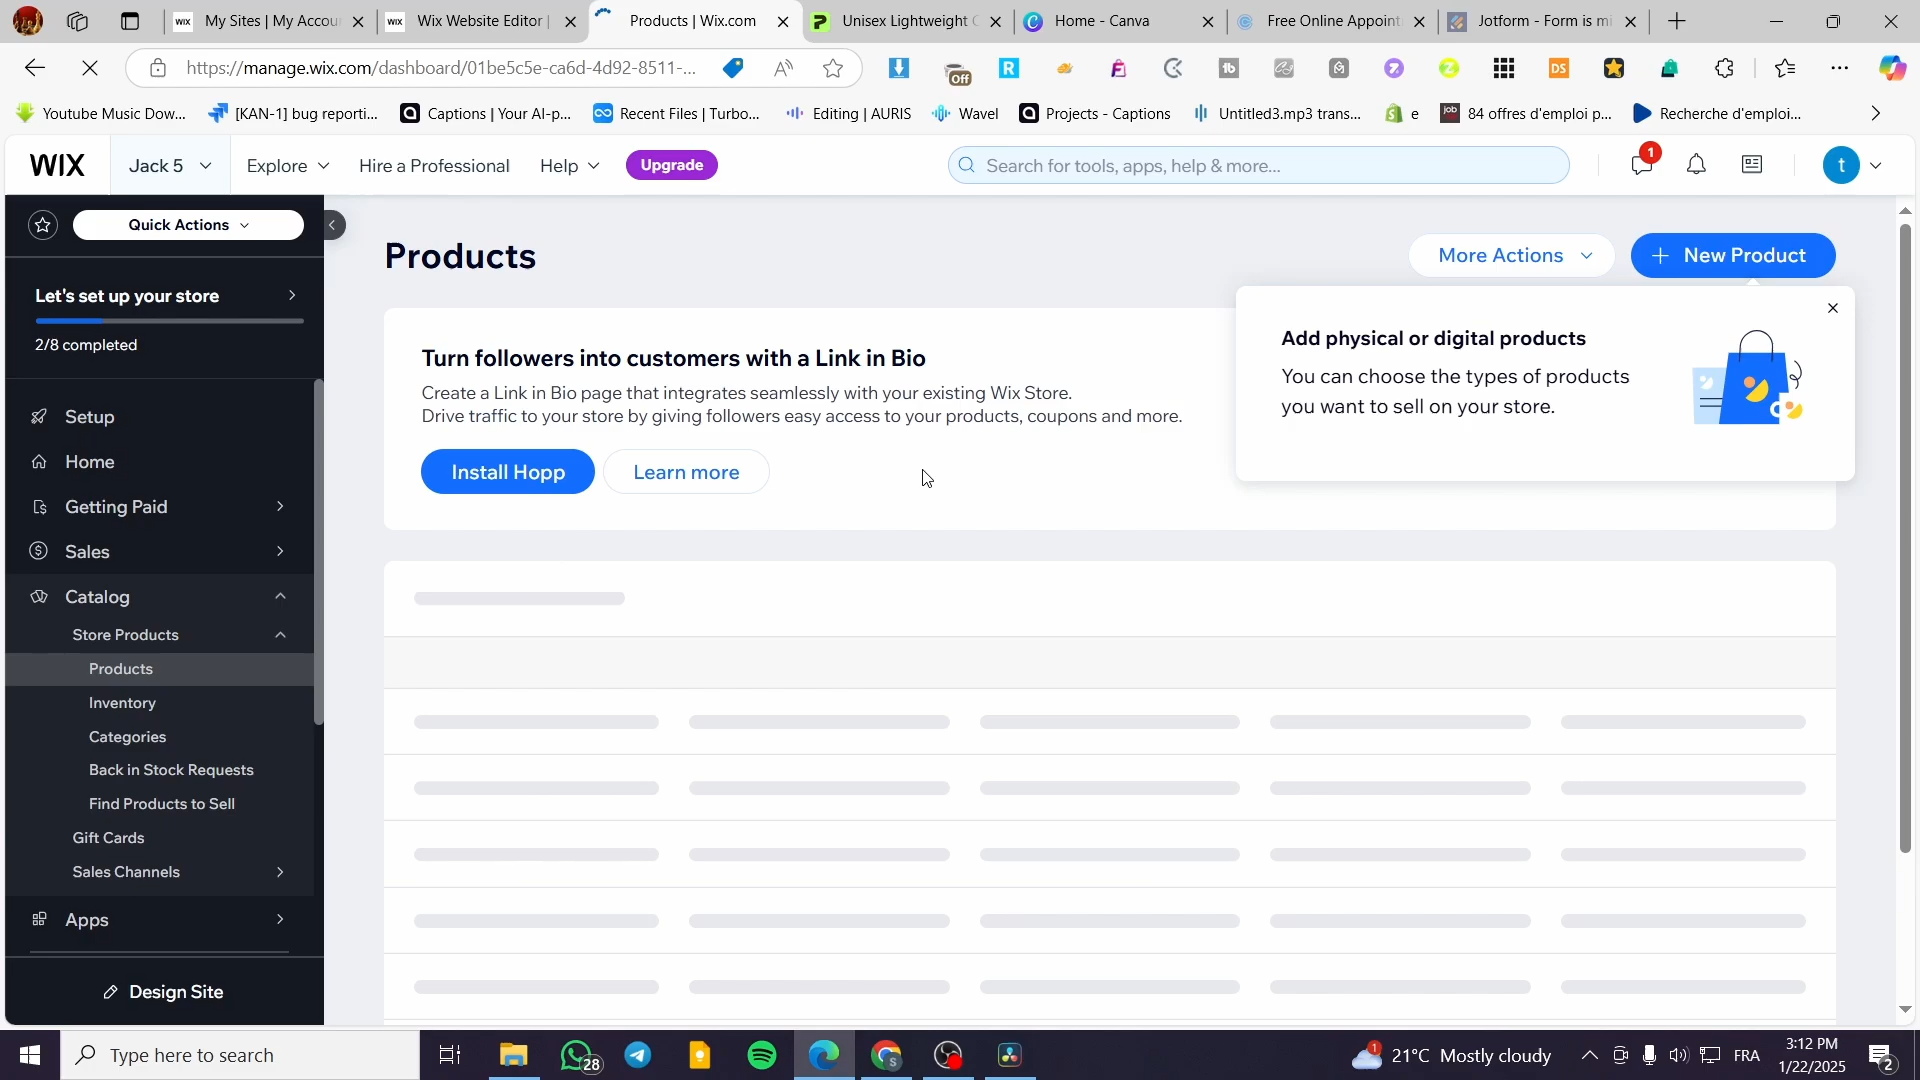 My Sites | My Accou
Wix Website Editor |
Products | Wix.com
Unisex Lightweight C
Home - Canva
Free Online Appoint
Jotform - Form is mi
https://manage.wix.com/dashboard/01be5c5e-ca6d-4d92-8511-...
Off
Youtube Music Dow...
[KAN-1] bug reporti...
Captions | Your AI-p...
Recent Files | Turbo...
Editing | AURIS
Wavel
Projects - Captions
Untitled3.mp3 trans...
e
84 offres d'emploi p...
Recherche d'emploi...
WIX
Jack 5
Explore
Hire a Professional
Help
Upgrade
Search for tools, apps, help & more...
1
t
Quick Actions
Let's set up your store
2/8 completed
Setup
Home
Getting Paid
Sales
Catalog
Store Products
Products
Inventory
Categories
Back in Stock Requests
Find Products to Sell
Gift Cards
Sales Channels
Apps
Design Site
Products
More Actions
+ New Product
Add physical or digital products
You can choose the types of products
you want to sell on your store.
Turn followers into customers with a Link in Bio
Create a Link in Bio page that integrates seamlessly with your existing Wix Store.
Drive traffic to your store by giving followers easy access to your products, coupons and more.
Install Hopp
Learn more
Type here to search
28
21°C Mostly cloudy
FRA
3:12 PM
1/22/2025
2